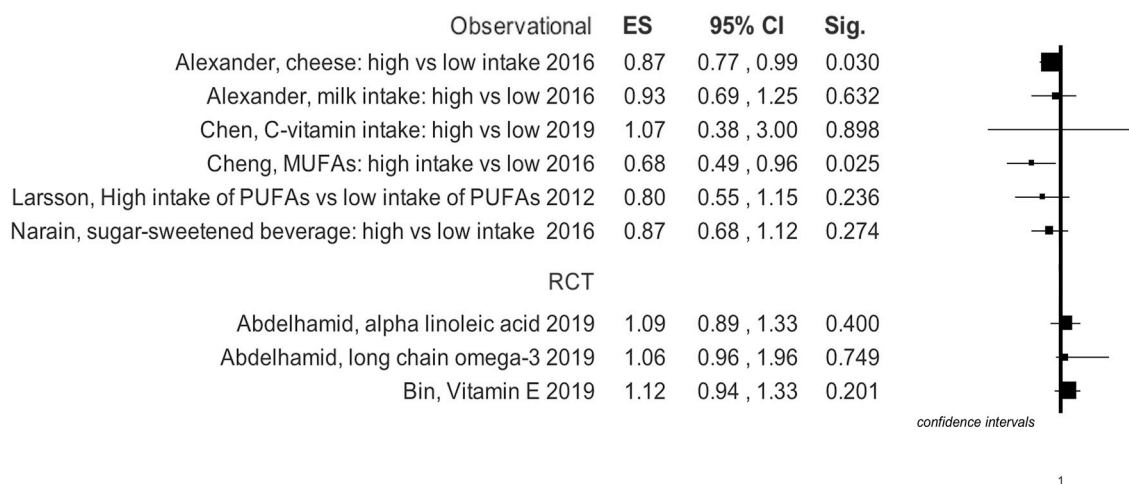 Observational ES 95% CI Sig.
Alexander, cheese: high vs low intake 2016 0.87 0.77 , 0.99 0.030
Alexander, milk intake: high vs low 2016 0.93 0.69 , 1.25 0.632
Chen, C-vitamin intake: high vs low 2019 1.07 0.38 , 3.00 0.898
Cheng, MUFAs: high intake vs low 2016 0.68 0.49 , 0.96 0.025
Larsson, High intake of PUFAs vs low intake of PUFAs 2012 0.80 0.55 , 1.15 0.236
Narain, sugar-sweetened beverage: high vs low intake 2016 0.87 0.68 , 1.12 0.274
RCT
Abdelhamid, alpha linoleic acid 2019 1.09 0.89 , 1.33 0.400
Abdelhamid, long chain omega-3 2019 1.06 0.96 , 1.96 0.749
Bin, Vitamin E 2019 1.12 0.94 , 1.33 0.201
confidence intervals
1